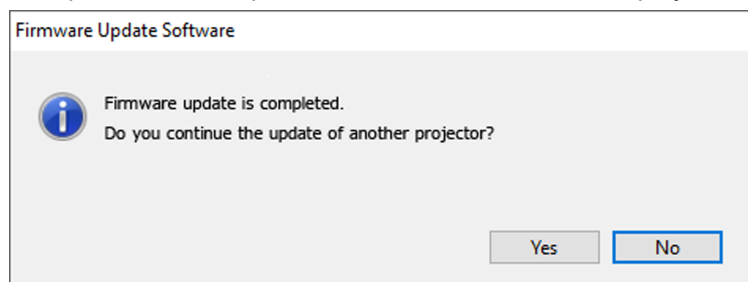 Firmware Update Software
Firmware update is completed.
Do you continue the update of another projector?
Yes
No